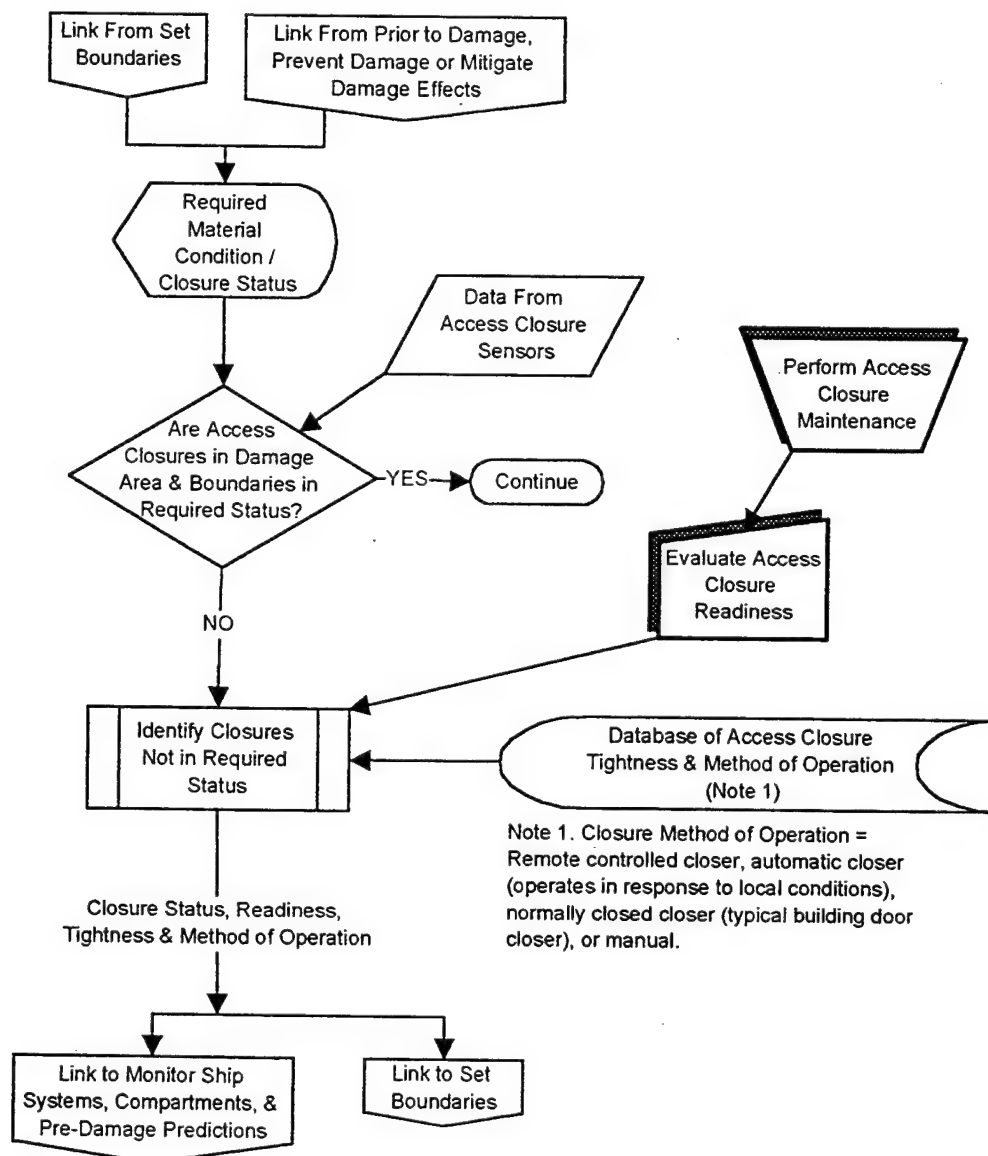 Link From Set
Boundaries
Link From Prior to Damage,
Prevent Damage or Mitigate
Damage Effects
Required
Material
Condition /
Closure Status
Data From
Access Closure
Sensors
Perform Access
Closure
Maintenance
Are Access
Closures in Damage
Area & Boundaries in
Required Status?
YES
Continue
Evaluate Access
Closure
Readiness
NO
Identify Closures
Not in Required
Status
Database of Access Closure
Tightness & Method of Operation
(Note 1)
Note 1. Closure Method of Operation =
Remote controlled closer, automatic closer
(operates in response to local conditions),
normally closed closer (typical building door
closer), or manual.
Closure Status, Readiness,
Tightness & Method of Operation
Link to Monitor Ship
Systems, Compartments, &
Pre-Damage Predictions
Link to Set
Boundaries